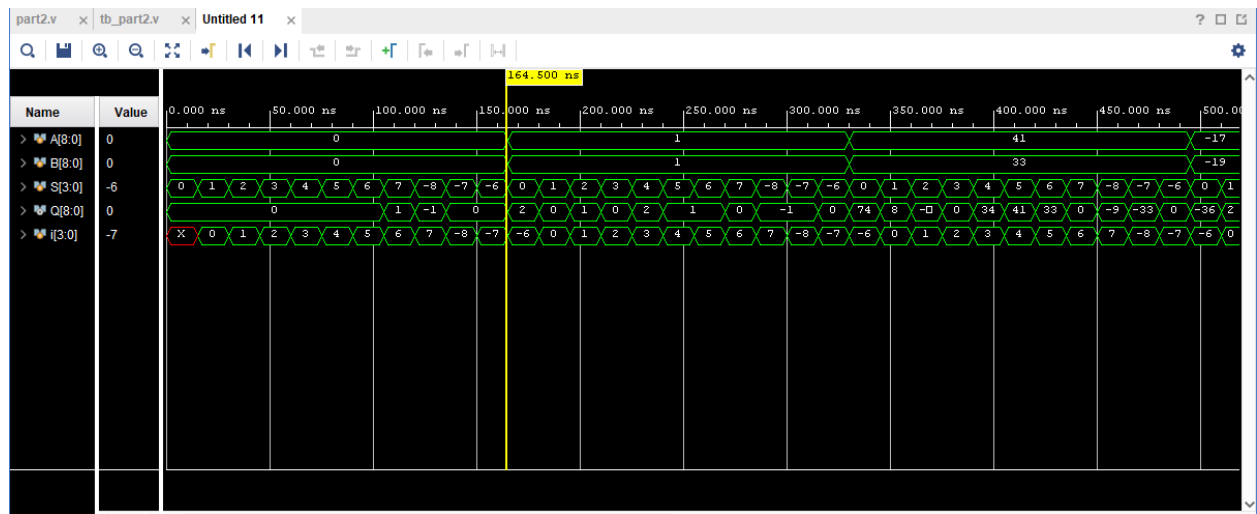 part2.v × tb_part2.v × Untitled 11 ×
164.500 ns
Name Value 0.000 ns 50.000 ns 100.000 ns 150.000 ns 200.000 ns 250.000 ns 300.000 ns 350.000 ns 400.000 ns 450.000 ns 500.0
A[8:0] 0 0 1 41 -17
B[8:0] 0 0 1 33 -19
S[3:0] -6 0 1 2 3 4 5 6 7 -8 -7 -6 0 1 2 3 4 5 6 7 -8 -7 -6 0 1 2 3 4 5 6 7 -8 -7 -6 0 1
Q[8:0] 0 0 1 -1 0 2 0 1 0 2 1 0 -1 0 74 8 -□ 0 34 41 33 0 -9 -33 0 -36 2
i[3:0] -7 X 0 1 2 3 4 5 6 7 -8 -7 -6 0 1 2 3 4 5 6 7 -8 -7 -6 0 1 2 3 4 5 6 7 -8 -7 -6 0